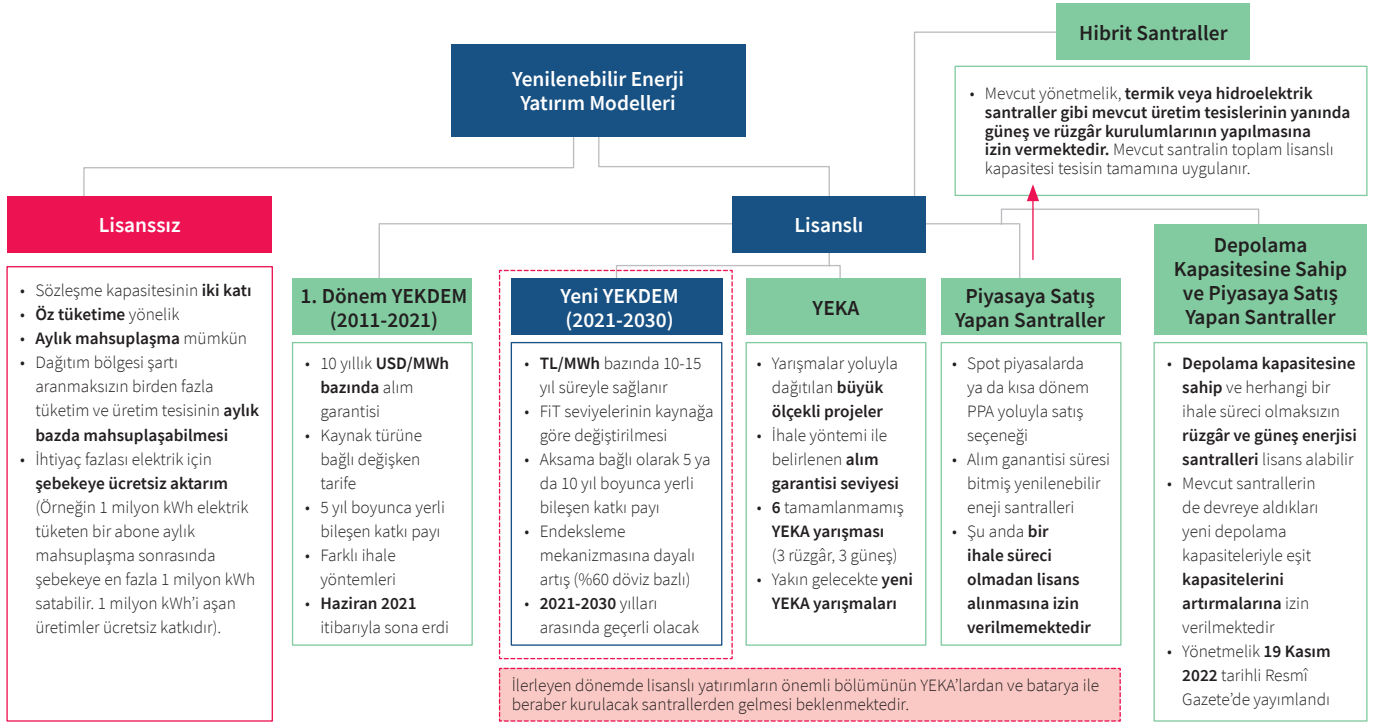 Yenilenebilir Enerji
Yatırım Modelleri
Hibrit Santraller
• Mevcut yönetmelik, termik veya hidroelektrik
santraller gibi mevcut üretim tesislerinin yanında
güneş ve rüzgâr kurulumlarının yapılmasına
izin vermektedir. Mevcut santralin toplam lisanslı
kapasitesi tesisin tamamına uygulanır.
Lisanssız
• Sözleşme kapasitesinin iki katı
• Öz tüketime yönelik
• Aylık mahsuplaşma mümkün
• Dağıtım bölgesi şartı
aranmaksızın birden fazla
tüketim ve üretim tesisinin aylık
bazda mahsuplaşabilmesi
• İhtiyaç fazlası elektrik için
şebekeye ücretsiz aktarım
(Örneğin 1 milyon kWh elektrik
tüketen bir abone aylık
mahsuplaşma sonrasında
şebekeye en fazla 1 milyon kWh
satabilir. 1 milyon kWh’i aşan
üretimler ücretsiz katkıdır).
Lisanslı
1. Dönem YEKDEM
(2011-2021)
• 10 yıllık USD/MWh
bazında alım
garantisi
• Kaynak türüne
bağlı değişken
tarife
• 5 yıl boyunca yerli
bileşen katkı payı
• Farklı ihale
yöntemleri
• Haziran 2021
itibarıyla sona erdi
Yeni YEKDEM
(2021-2030)
• TL/MWh bazında 10-15
yıl süreyle sağlanır
• FiT seviyelerinin kaynağa
göre değiştirilmesi
• Aksama bağlı olarak 5 ya
da 10 yıl boyunca yerli
bileşen katkı payı
• Endeksleme
mekanizmasına dayalı
artış (%60 döviz bazlı)
• 2021-2030 yılları
arasında geçerli olacak
YEKA
• Yarışmalar yoluyla
dağıtılan büyük
ölçekli projeler
• İhale yöntemi ile
belirlenen alım
garantisi seviyesi
• 6 tamamlanmamış
YEKA yarışması
(3 rüzgâr, 3 güneş)
• Yakın gelecekte yeni
YEKA yarışmaları
Piyasaya Satış
Yapan Santraller
• Spot piyasalarda
ya da kısa dönem
PPA yoluyla satış
seçeneği
• Alım ganantisi süresi
bitmiş yenilenebilir
eneji santralleri
• Şu anda bir
ihale süreci
olmadan lisans
alınmasına izin
verilmemektedir
Depolama
Kapasitesine Sahip
ve Piyasaya Satış
Yapan Santraller
• Depolama kapasitesine
sahip ve herhangi bir
ihale süreci olmaksızın
rüzgâr ve güneş enerjisi
santralleri lisans alabilir
• Mevcut santrallerin
de devreye aldıkları
yeni depolama
kapasiteleriyle eşit
kapasitelerini
artırmalarına izin
verilmektedir
• Yönetmelik 19 Kasım
2022 tarihli Resmî
Gazete’de yayımlandı
İlerleyen dönemde lisanslı yatırımların önemli bölümünün YEKA’lardan ve batarya ile
beraber kurulacak santrallerden gelmesi beklenmektedir.